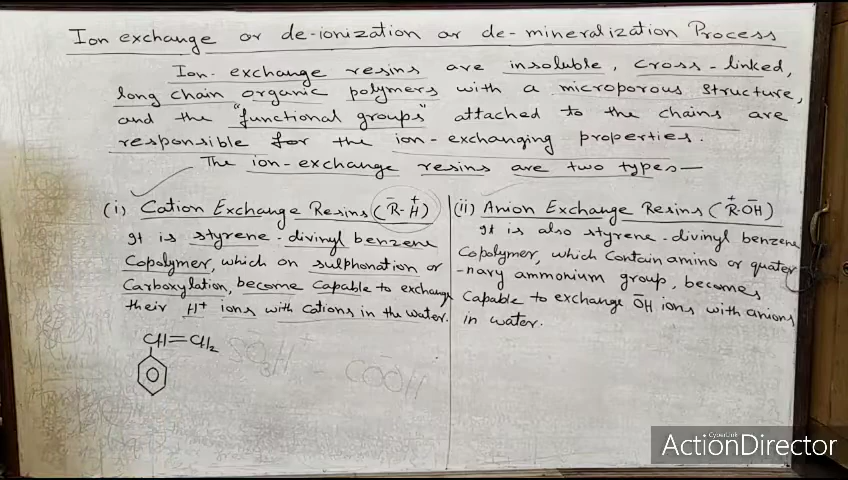 Ion exchange or de-ionization or de-mineralization Process
Ion-exchange resins are insoluble, cross-linked,
long chain organic polymers with a microporous structure,
and the "functional groups" attached to the chains are
responsible for the ion-exchanging properties.
The ion-exchange resins are two types—
(i) Cation Exchange Resins (R̄-H⁺)
It is styrene-divinyl benzene
Copolymer, which on sulphonation or
Carboxylation, become Capable to exchange
their H⁺ ions with Cations in the water.
CH=CH₂
SO₃⁻H⁺
- COO⁻H
(ii) Anion Exchange Resins (R⁺-OH⁻)
It is also styrene-divinyl benzene
Copolymer, which Contain amino or quater
-nary ammonium group, becomes
Capable to exchange OH⁻ ions with anions
in water.
CyberLink
ActionDirector